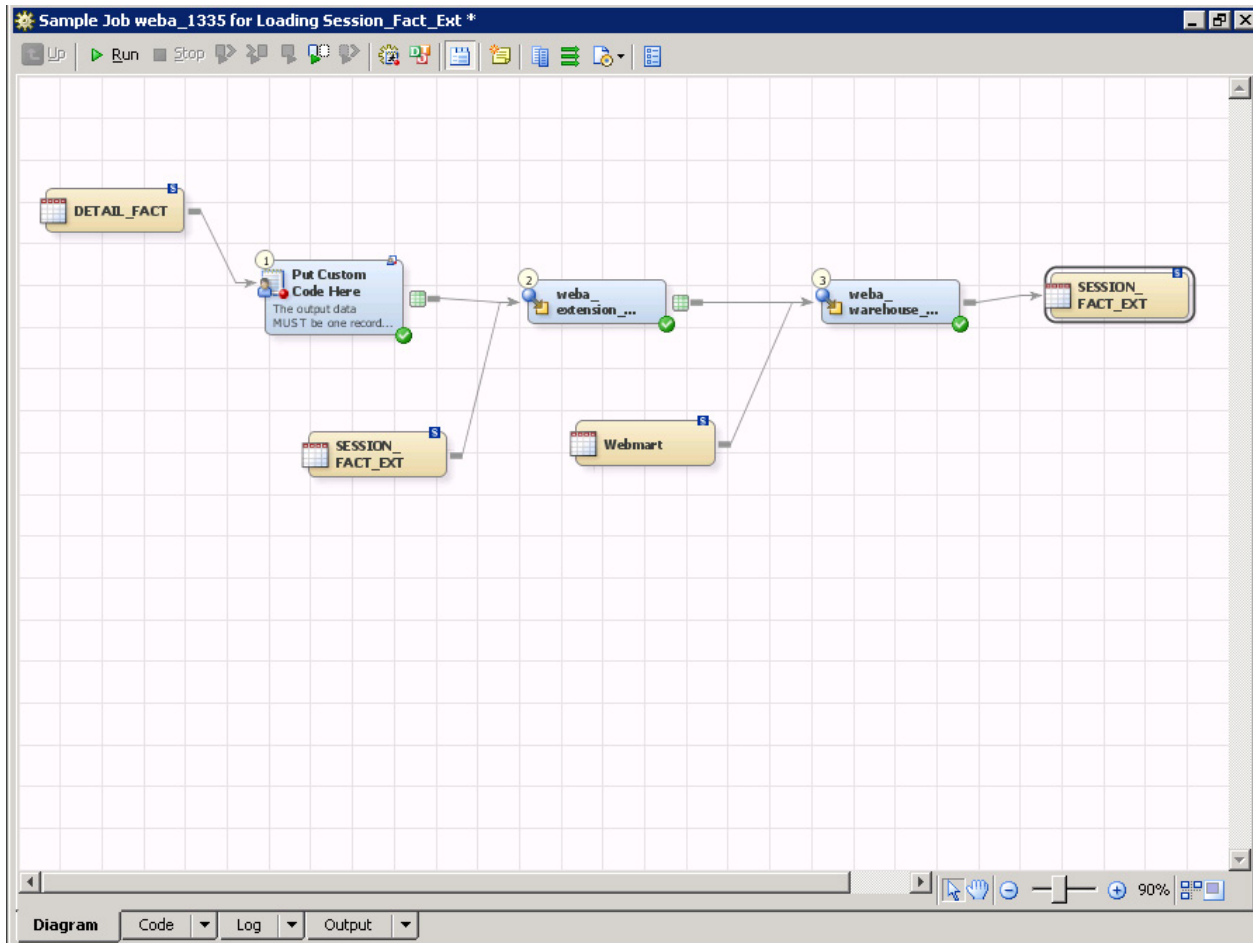 Sample Job weba_1335 for Loading Session_Fact_Ext *
Up Run Stop
DETAIL_FACT
1
Put Custom
Code Here
The output data
MUST be one record...
2
weba_
extension_...
3
weba_
warehouse_...
SESSION_
FACT_EXT
SESSION_
FACT_EXT
Webmart
90%
Diagram Code Log Output